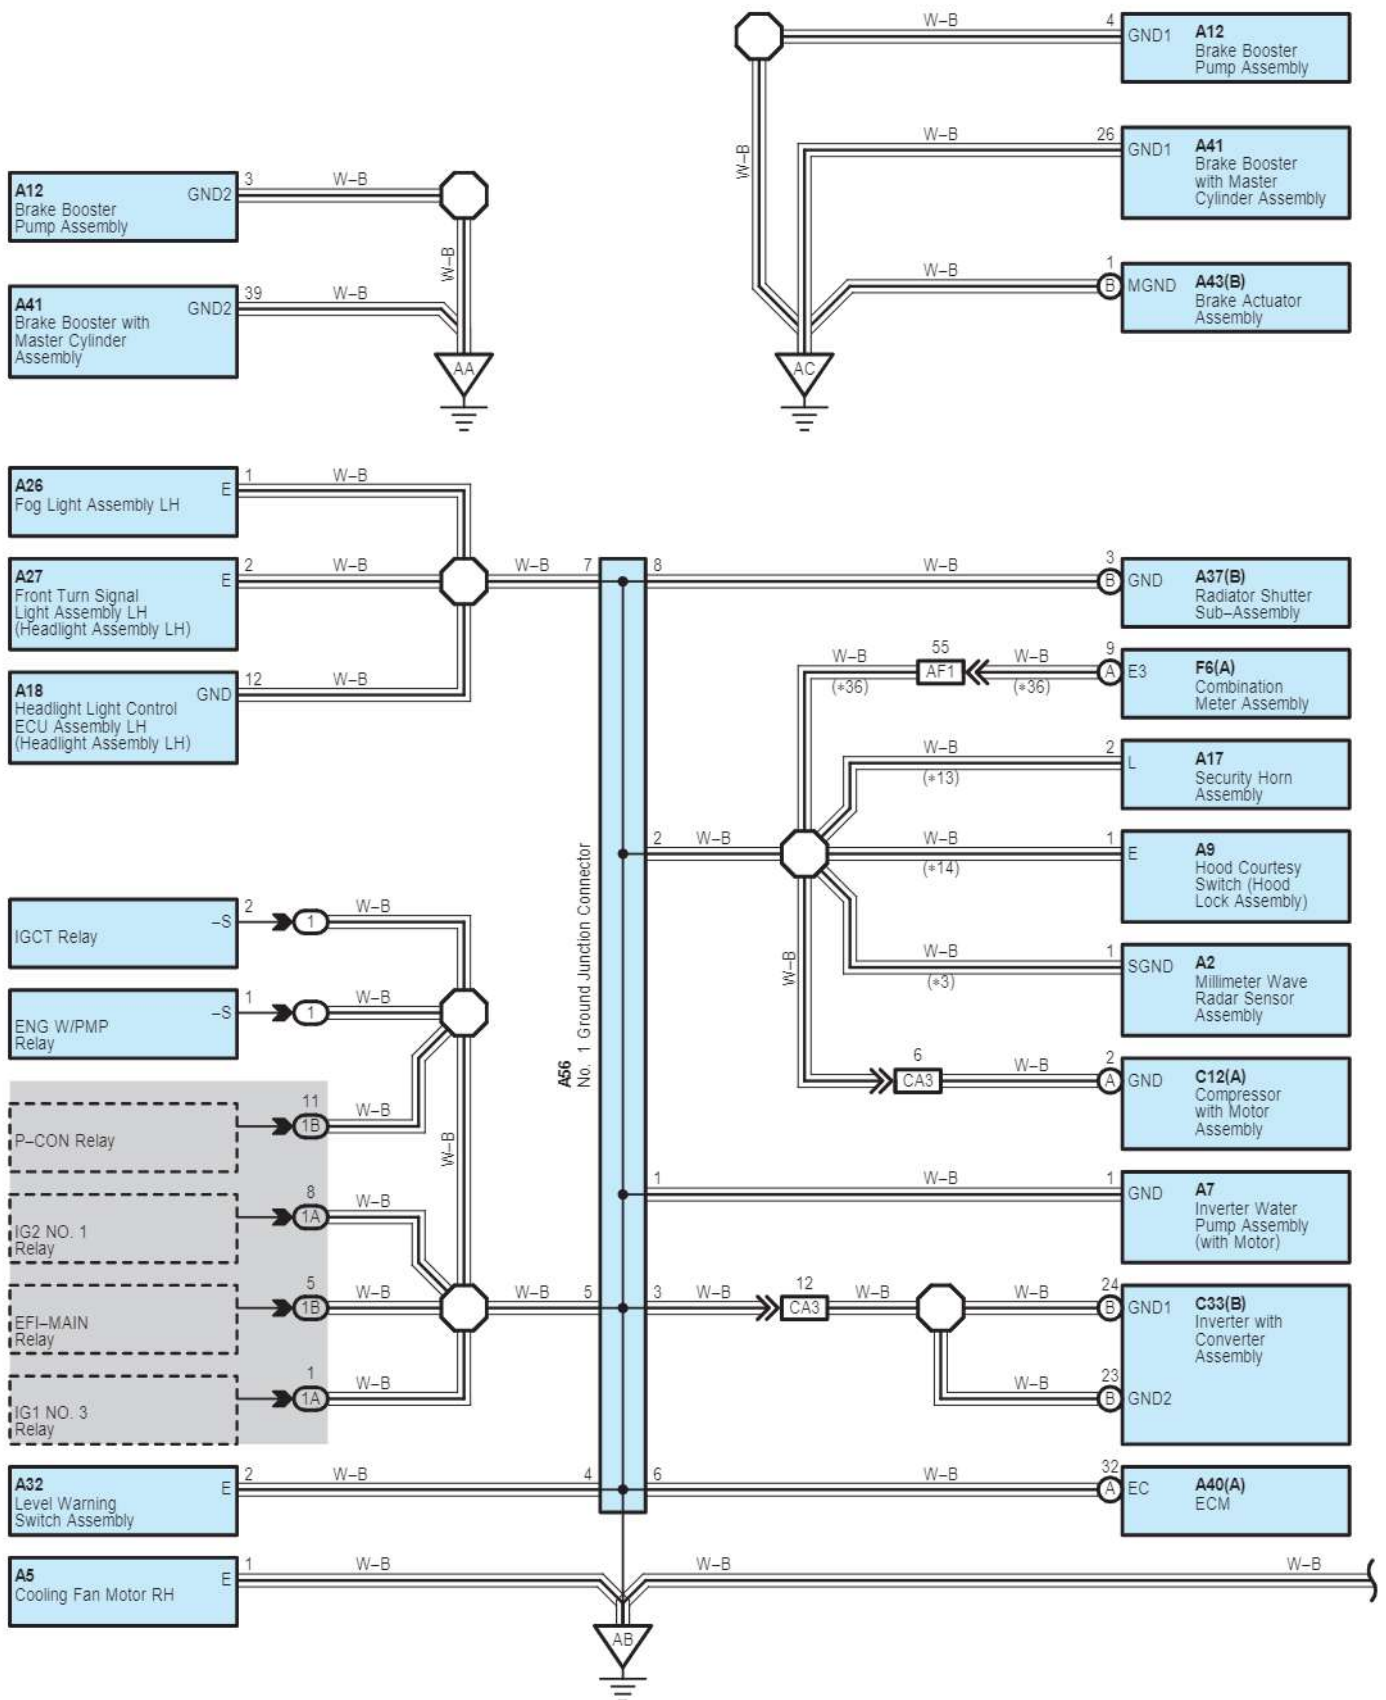 W–B
4
GND1
A12
Brake Booster
Pump Assembly
W–B
W–B
26
GND1
A41
Brake Booster
with Master
Cylinder Assembly
W–B
1
B
MGND
A43(B)
Brake Actuator
Assembly
AC
A12
Brake Booster
Pump Assembly
GND2
3
W–B
W–B
A41
Brake Booster with
Master Cylinder
Assembly
GND2
39
W–B
AA
A26
Fog Light Assembly LH
E
1
W–B
A27
Front Turn Signal
Light Assembly LH
(Headlight Assembly LH)
E
2
W–B
W–B
7
A18
Headlight Light Control
ECU Assembly LH
(Headlight Assembly LH)
GND
12
W–B
8
W–B
3
B
GND
A37(B)
Radiator Shutter
Sub–Assembly
W–B
(*36)
55
AF1
W–B
(*36)
9
A
E3
F6(A)
Combination
Meter Assembly
W–B
(*13)
2
L
A17
Security Horn
Assembly
2
W–B
W–B
(*14)
1
E
A9
Hood Courtesy
Switch (Hood
Lock Assembly)
W–B
(*3)
1
SGND
A2
Millimeter Wave
Radar Sensor
Assembly
W–B
6
CA3
W–B
2
A
GND
C12(A)
Compressor
with Motor
Assembly
A56
No. 1 Ground Junction Connector
IGCT Relay
–S
2
1
W–B
ENG W/PMP
Relay
–S
1
1
W–B
P–CON Relay
11
1B
W–B
W–B
IG2 NO. 1
Relay
8
1A
W–B
EFI–MAIN
Relay
5
1B
W–B
W–B
5
IG1 NO. 3
Relay
1
1A
W–B
1
W–B
1
GND
A7
Inverter Water
Pump Assembly
(with Motor)
3
W–B
12
CA3
W–B
W–B
24
B
GND1
C33(B)
Inverter with
Converter
Assembly
W–B
23
B
GND2
A32
Level Warning
Switch Assembly
E
2
W–B
4
6
W–B
32
A
EC
A40(A)
ECM
A5
Cooling Fan Motor RH
E
1
W–B
W–B
W–B
AB